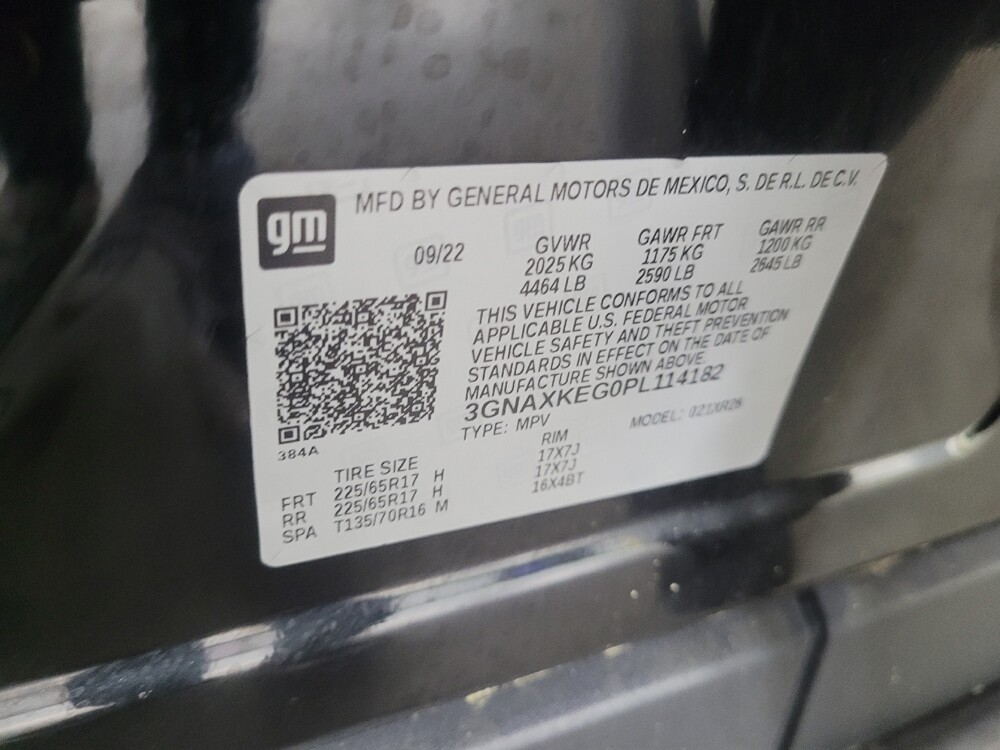 gm
MFD BY GENERAL MOTORS DE MEXICO, S. DE R.L. DE C.V.
09/22
GVWR GAWR FRT GAWR RR
2025 KG 1175 KG 1200 KG
4464 LB 2590 LB 2645 LB
THIS VEHICLE CONFORMS TO ALL
APPLICABLE U.S. FEDERAL MOTOR
VEHICLE SAFETY AND THEFT PREVENTION
STANDARDS IN EFFECT ON THE DATE OF
MANUFACTURE SHOWN ABOVE.
3GNAXKEG0PL114182
TYPE: MPV MODEL:
384A
TIRE SIZE RIM
FRT 225/65R17 H 17X7J
RR 225/65R17 H 17X7J
SPA T135/70R16 M 16X4BT